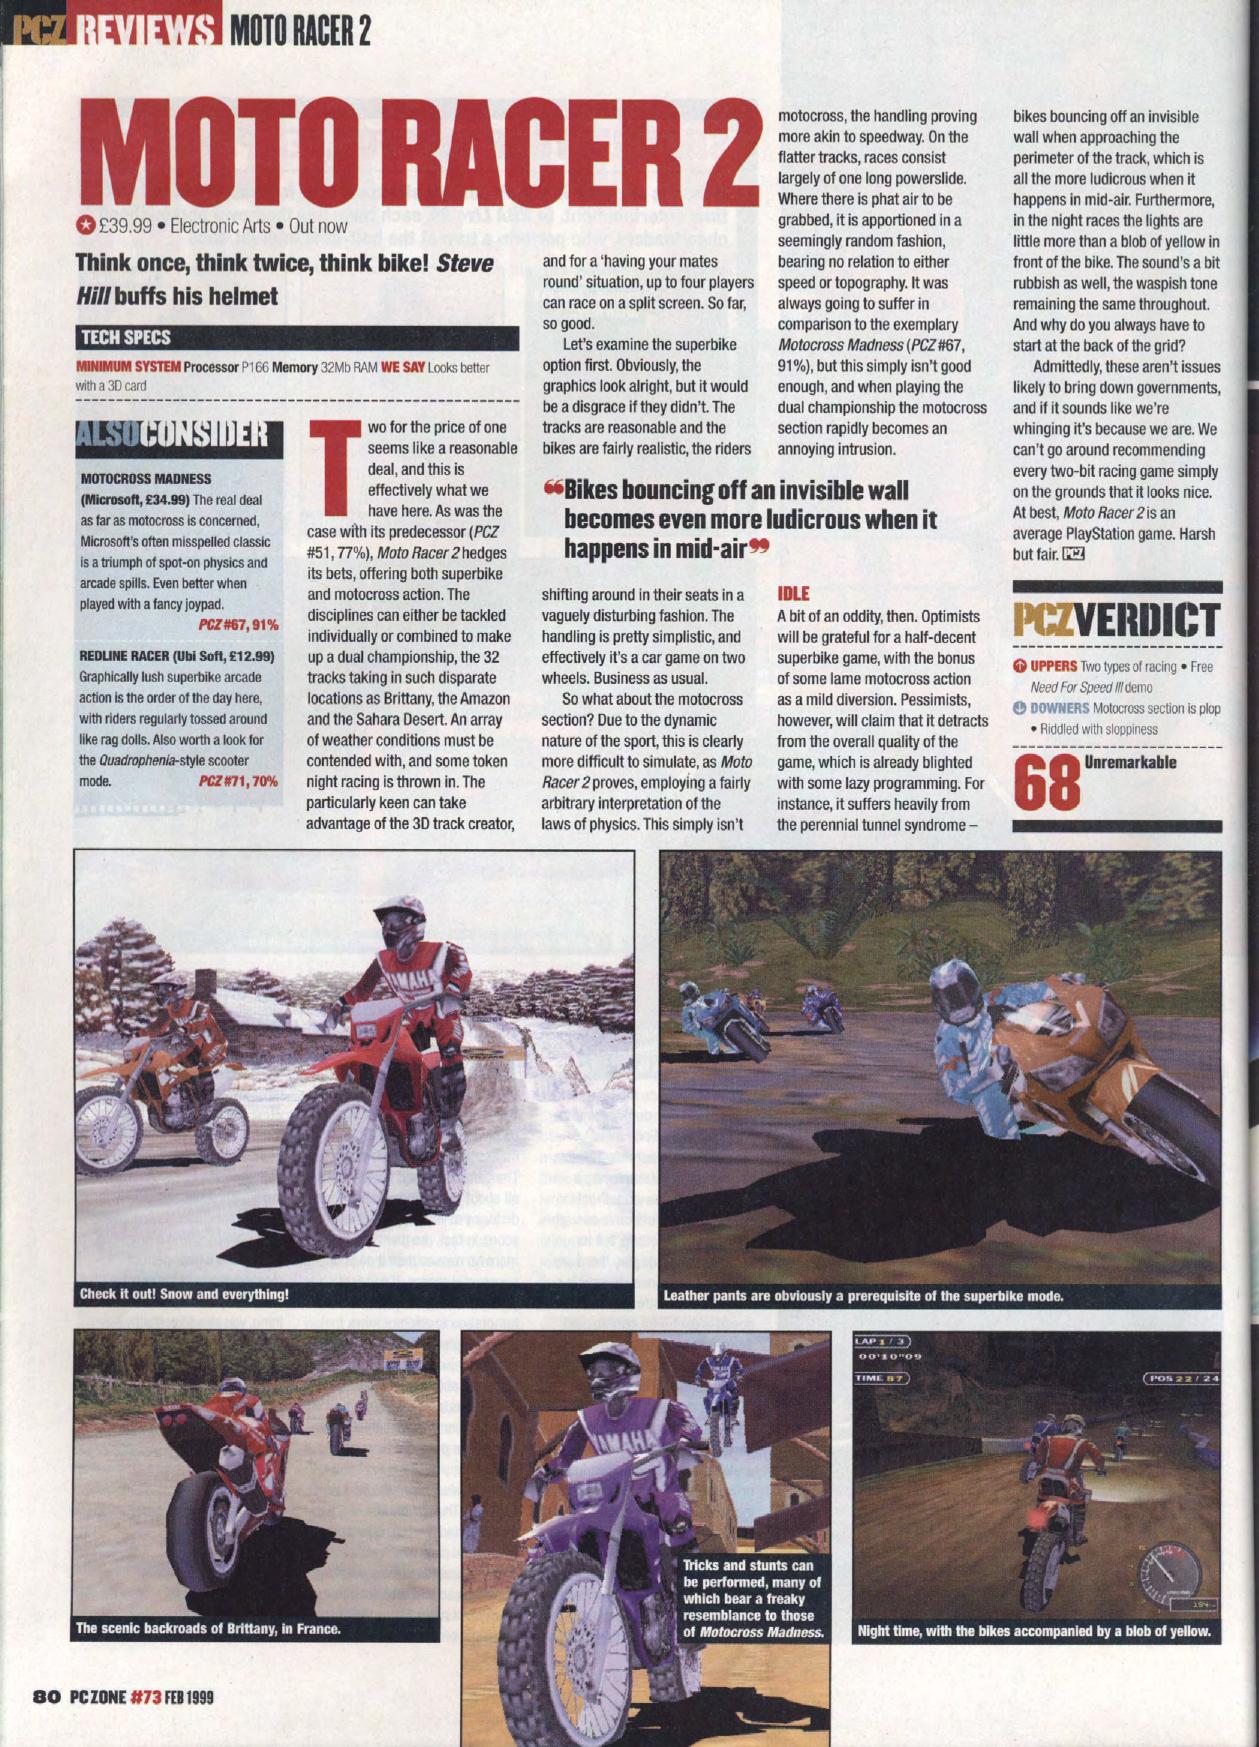 PCZ REVIEWS MOTO RACER 2
MOTO RACER 2
£39.99 • Electronic Arts • Out now
Think once, think twice, think bike! Steve
Hill buffs his helmet
TECH SPECS
MINIMUM SYSTEM Processor P166 Memory 32Mb RAM WE SAY Looks better
with a 3D card
ALSOCONSIDER
MOTOCROSS MADNESS
(Microsoft, £34.99) The real deal
as far as motocross is concerned,
Microsoft's often misspelled classic
is a triumph of spot-on physics and
arcade spills. Even better when
played with a fancy joypad.
PCZ #67, 91%
REDLINE RACER (Ubi Soft, £12.99)
Graphically lush superbike arcade
action is the order of the day here,
with riders regularly tossed around
like rag dolls. Also worth a look for
the Quadrophenia-style scooter
mode. PCZ #71, 70%
Two for the price of one
seems like a reasonable
deal, and this is
effectively what we
have here. As was the
case with its predecessor (PCZ
#51, 77%), Moto Racer 2 hedges
its bets, offering both superbike
and motocross action. The
disciplines can either be tackled
individually or combined to make
up a dual championship, the 32
tracks taking in such disparate
locations as Brittany, the Amazon
and the Sahara Desert. An array
of weather conditions must be
contended with, and some token
night racing is thrown in. The
particularly keen can take
advantage of the 3D track creator,
and for a 'having your mates
round' situation, up to four players
can race on a split screen. So far,
so good.
Let's examine the superbike
option first. Obviously, the
graphics look alright, but it would
be a disgrace if they didn't. The
tracks are reasonable and the
bikes are fairly realistic, the riders
shifting around in their seats in a
vaguely disturbing fashion. The
handling is pretty simplistic, and
effectively it's a car game on two
wheels. Business as usual.
So what about the motocross
section? Due to the dynamic
nature of the sport, this is clearly
more difficult to simulate, as Moto
Racer 2 proves, employing a fairly
arbitrary interpretation of the
laws of physics. This simply isn't
motocross, the handling proving
more akin to speedway. On the
flatter tracks, races consist
largely of one long powerslide.
Where there is phat air to be
grabbed, it is apportioned in a
seemingly random fashion,
bearing no relation to either
speed or topography. It was
always going to suffer in
comparison to the exemplary
Motocross Madness (PCZ #67,
91%), but this simply isn't good
enough, and when playing the
dual championship the motocross
section rapidly becomes an
annoying intrusion.
“Bikes bouncing off an invisible wall
becomes even more ludicrous when it
happens in mid-air”
IDLE
A bit of an oddity, then. Optimists
will be grateful for a half-decent
superbike game, with the bonus
of some lame motocross action
as a mild diversion. Pessimists,
however, will claim that it detracts
from the overall quality of the
game, which is already blighted
with some lazy programming. For
instance, it suffers heavily from
the perennial tunnel syndrome –
bikes bouncing off an invisible
wall when approaching the
perimeter of the track, which is
all the more ludicrous when it
happens in mid-air. Furthermore,
in the night races the lights are
little more than a blob of yellow in
front of the bike. The sound's a bit
rubbish as well, the waspish tone
remaining the same throughout.
And why do you always have to
start at the back of the grid?
Admittedly, these aren't issues
likely to bring down governments,
and if it sounds like we're
whinging it's because we are. We
can't go around recommending
every two-bit racing game simply
on the grounds that it looks nice.
At best, Moto Racer 2 is an
average PlayStation game. Harsh
but fair. PCZ
PCZVERDICT
UPPERS Two types of racing • Free
Need For Speed III demo
DOWNERS Motocross section is plop
• Riddled with sloppiness
68 Unremarkable
YAMAHA
Check it out! Snow and everything!
Leather pants are obviously a prerequisite of the superbike mode.
The scenic backroads of Brittany, in France.
YAMAHA
Tricks and stunts can
be performed, many of
which bear a freaky
resemblance to those
of Motocross Madness.
LAP 1 / 3
00'10"09
TIME 87
POS 22 / 24
Night time, with the bikes accompanied by a blob of yellow.
80 PC ZONE #73 FEB 1999